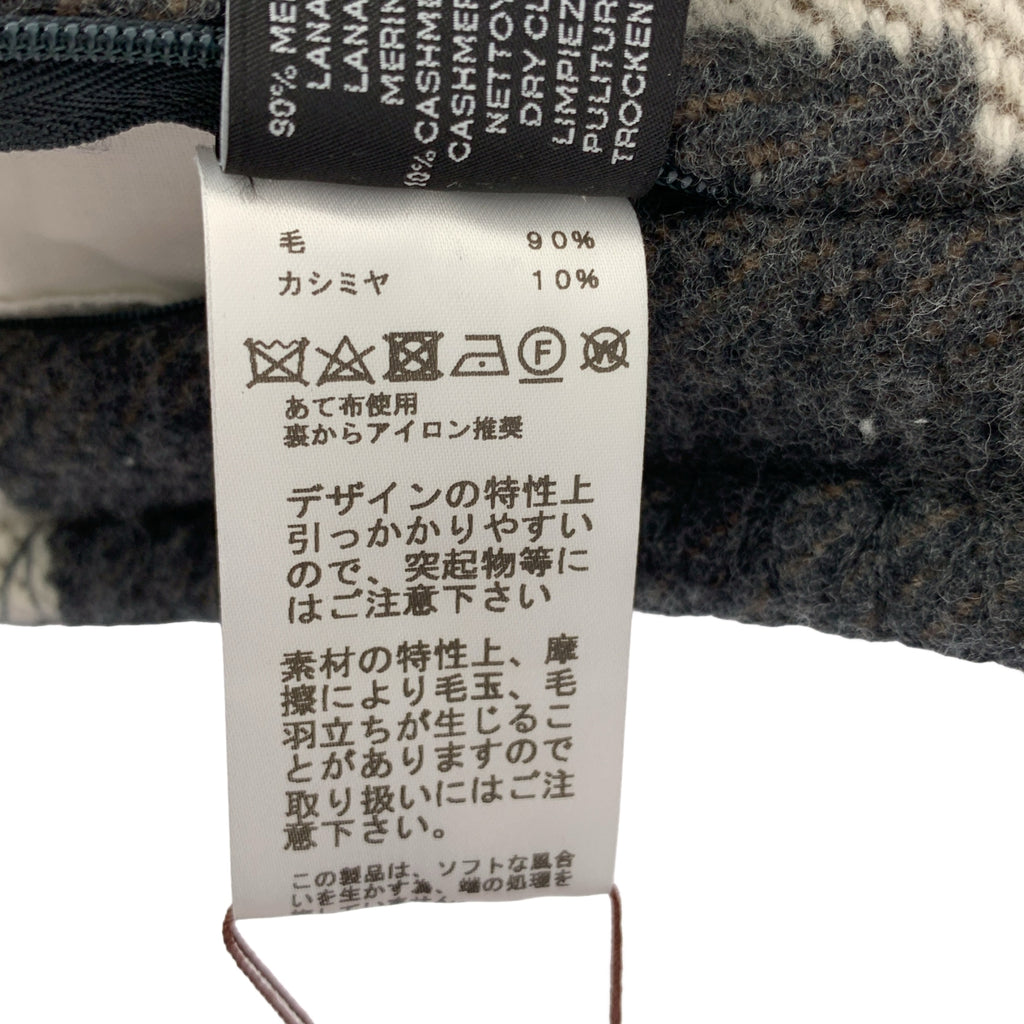 90% ME
LANA
LANA
MERIN
10% CASHME
CASHMER
NETTOY
DRY CL
LIMPIEZ
PULITUR
TROCKEN
毛 90%
カシミヤ 10%
F
W
あて布使用
裏からアイロン推奨
デザインの特性上
引っかかりやすい
ので、突起物等に
はご注意下さい
素材の特性上、摩
擦により毛玉、毛
羽立ちが生じるこ
とがありますので
取り扱いにはご注
意下さい。
この製品は、ソフトな風合
いを生かす為、端の処理を